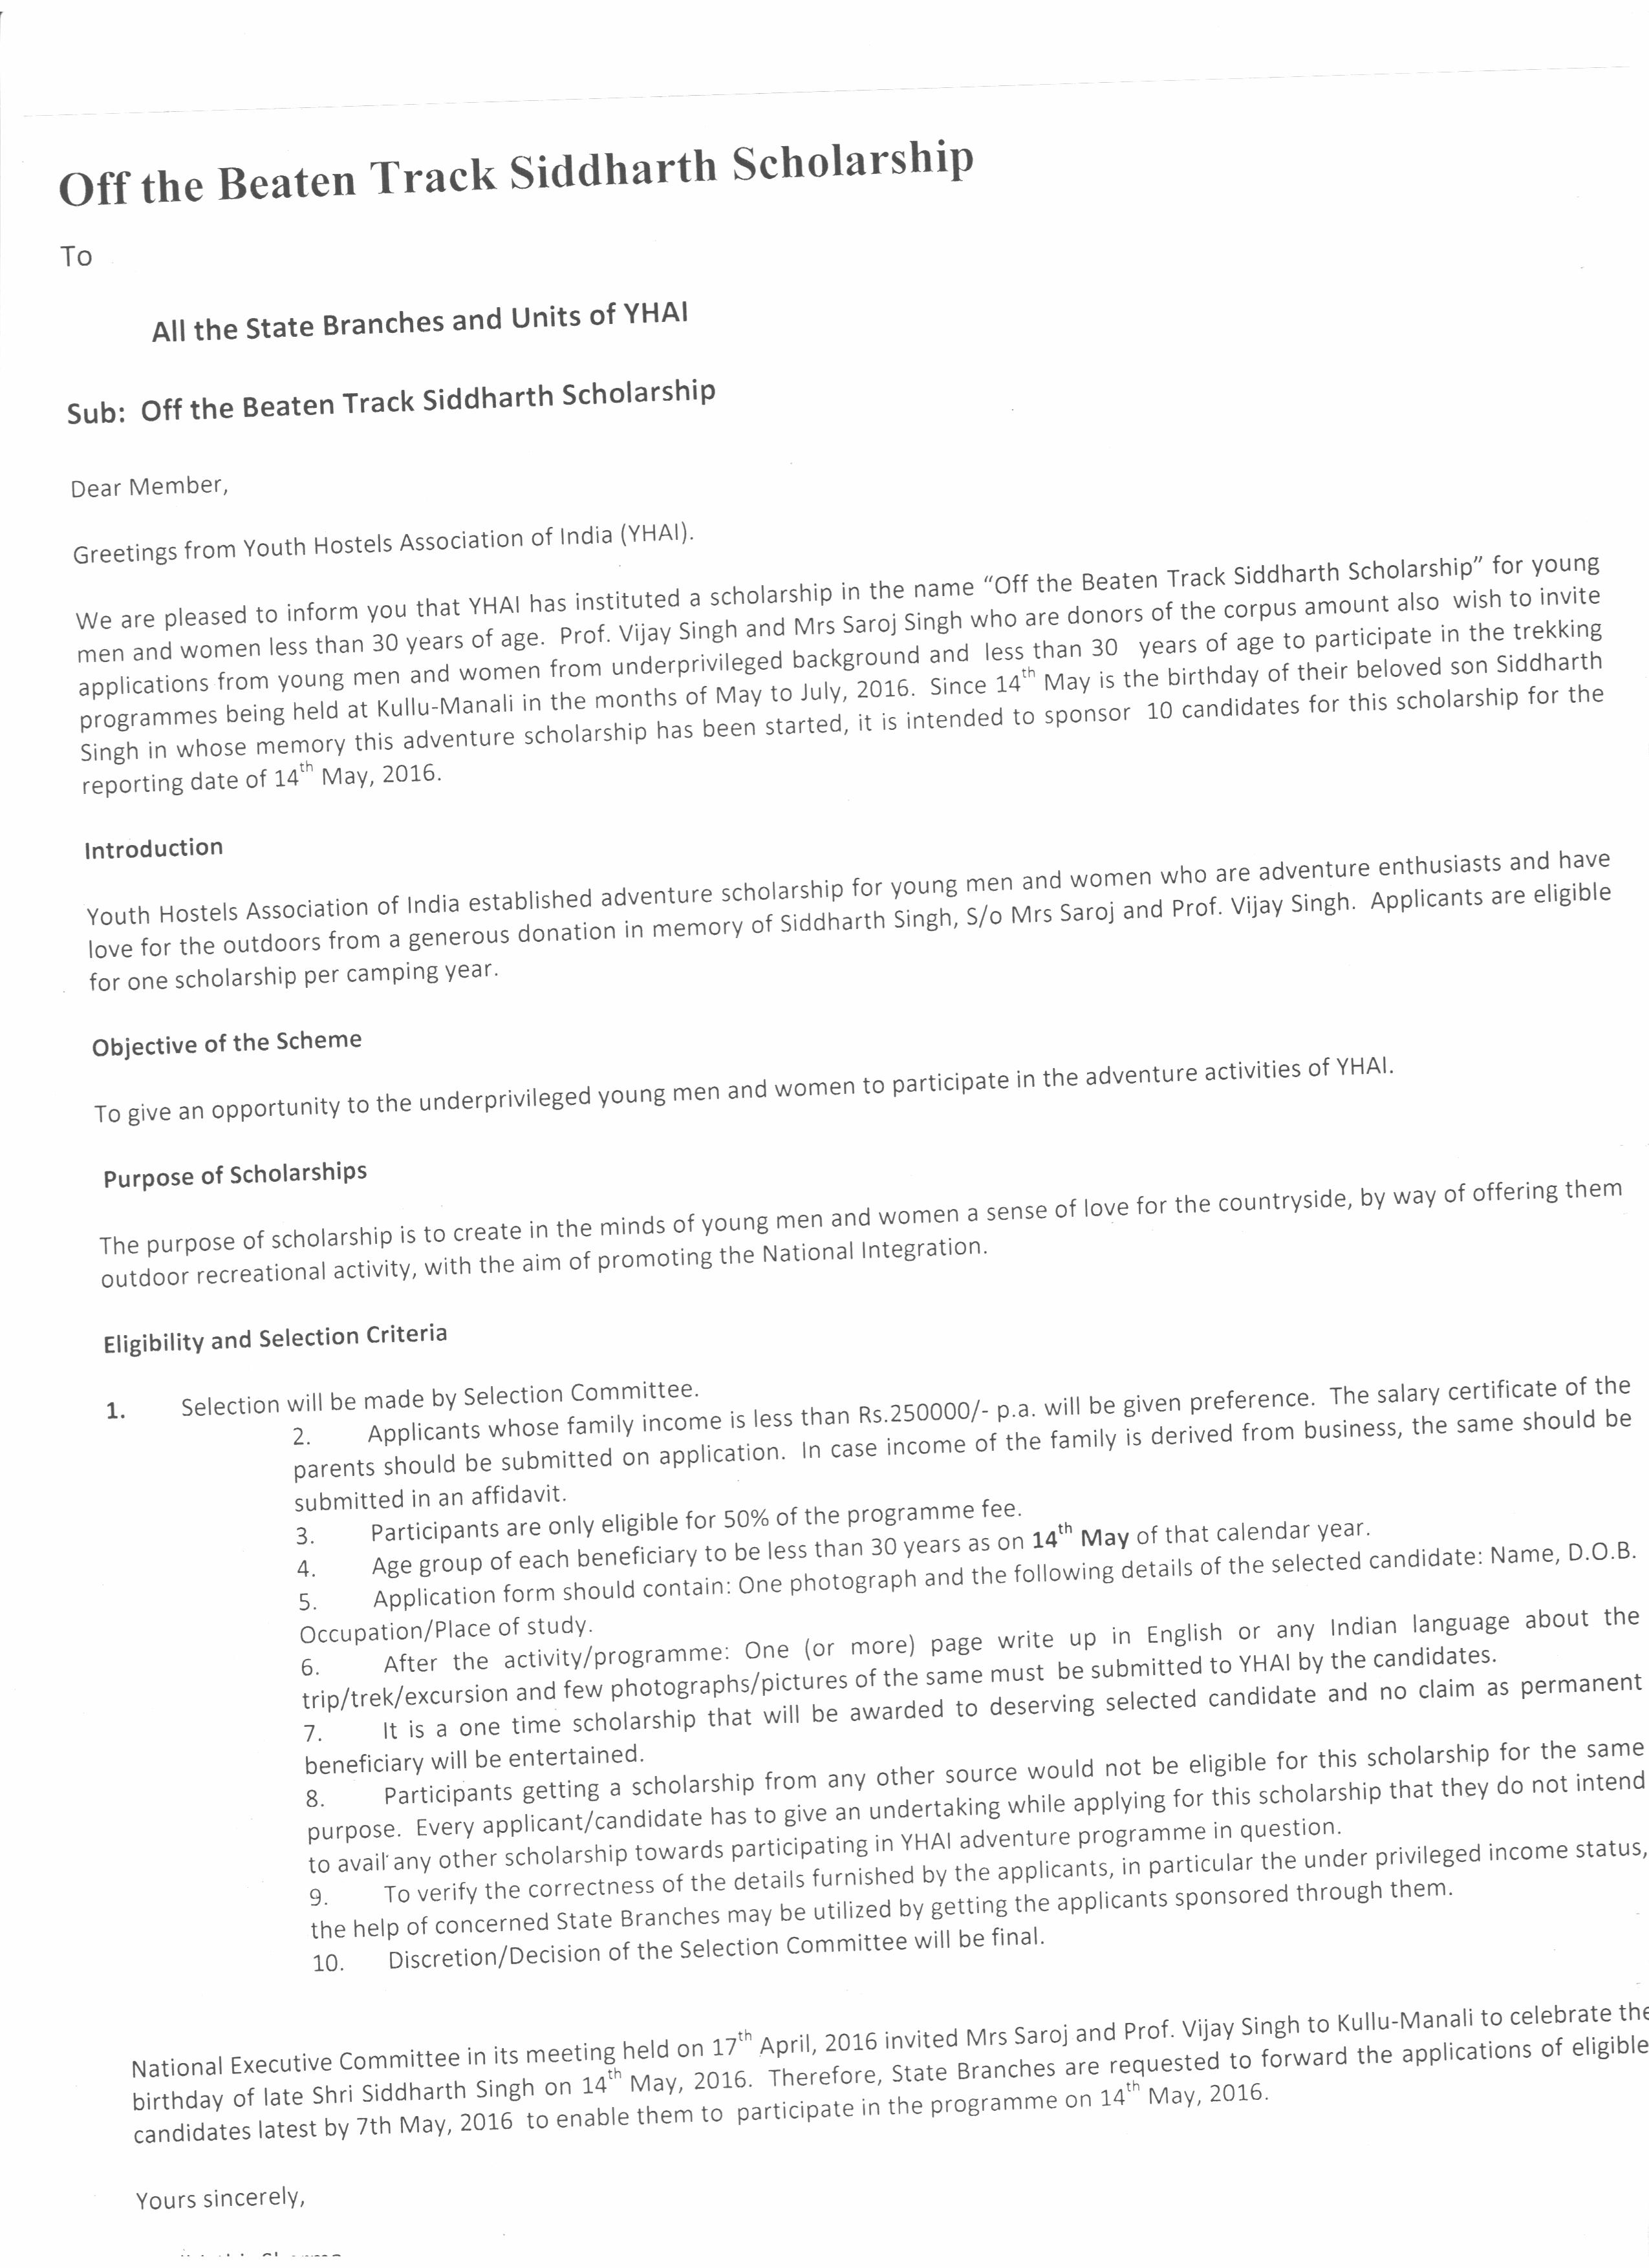 Off the Beaten Track Siddharth Scholarship
To
All the State Branches and Units of YHAI
Sub: Off the Beaten Track Siddharth Scholarship
Dear Member,
Greetings from Youth Hostels Association of India (YHAI).
We are pleased to inform you that YHAI has instituted a scholarship in the name “Off the Beaten Track Siddharth Scholarship” for young
men and women less than 30 years of age. Prof. Vijay Singh and Mrs Saroj Singh who are donors of the corpus amount also wish to invite
applications from young men and women from underprivileged background and less than 30 years of age to participate in the trekking
programmes being held at Kullu-Manali in the months of May to July, 2016. Since 14th May is the birthday of their beloved son Siddharth
Singh in whose memory this adventure scholarship has been started, it is intended to sponsor 10 candidates for this scholarship for the
reporting date of 14th May, 2016.
Introduction
Youth Hostels Association of India established adventure scholarship for young men and women who are adventure enthusiasts and have
love for the outdoors from a generous donation in memory of Siddharth Singh, S/o Mrs Saroj and Prof. Vijay Singh. Applicants are eligible
for one scholarship per camping year.
Objective of the Scheme
To give an opportunity to the underprivileged young men and women to participate in the adventure activities of YHAI.
Purpose of Scholarships
The purpose of scholarship is to create in the minds of young men and women a sense of love for the countryside, by way of offering them
outdoor recreational activity, with the aim of promoting the National Integration.
Eligibility and Selection Criteria
1. Selection will be made by Selection Committee.
2. Applicants whose family income is less than Rs.250000/- p.a. will be given preference. The salary certificate of the
parents should be submitted on application. In case income of the family is derived from business, the same should be
submitted in an affidavit.
3. Participants are only eligible for 50% of the programme fee.
4. Age group of each beneficiary to be less than 30 years as on 14th May of that calendar year.
5. Application form should contain: One photograph and the following details of the selected candidate: Name, D.O.B.
Occupation/Place of study.
6. After the activity/programme: One (or more) page write up in English or any Indian language about the
trip/trek/excursion and few photographs/pictures of the same must be submitted to YHAI by the candidates.
7. It is a one time scholarship that will be awarded to deserving selected candidate and no claim as permanent
beneficiary will be entertained.
8. Participants getting a scholarship from any other source would not be eligible for this scholarship for the same
purpose. Every applicant/candidate has to give an undertaking while applying for this scholarship that they do not intend
to avail any other scholarship towards participating in YHAI adventure programme in question.
9. To verify the correctness of the details furnished by the applicants, in particular the under privileged income status,
the help of concerned State Branches may be utilized by getting the applicants sponsored through them.
10. Discretion/Decision of the Selection Committee will be final.
National Executive Committee in its meeting held on 17th April, 2016 invited Mrs Saroj and Prof. Vijay Singh to Kullu-Manali to celebrate the
birthday of late Shri Siddharth Singh on 14th May, 2016. Therefore, State Branches are requested to forward the applications of eligible
candidates latest by 7th May, 2016 to enable them to participate in the programme on 14th May, 2016.
Yours sincerely,